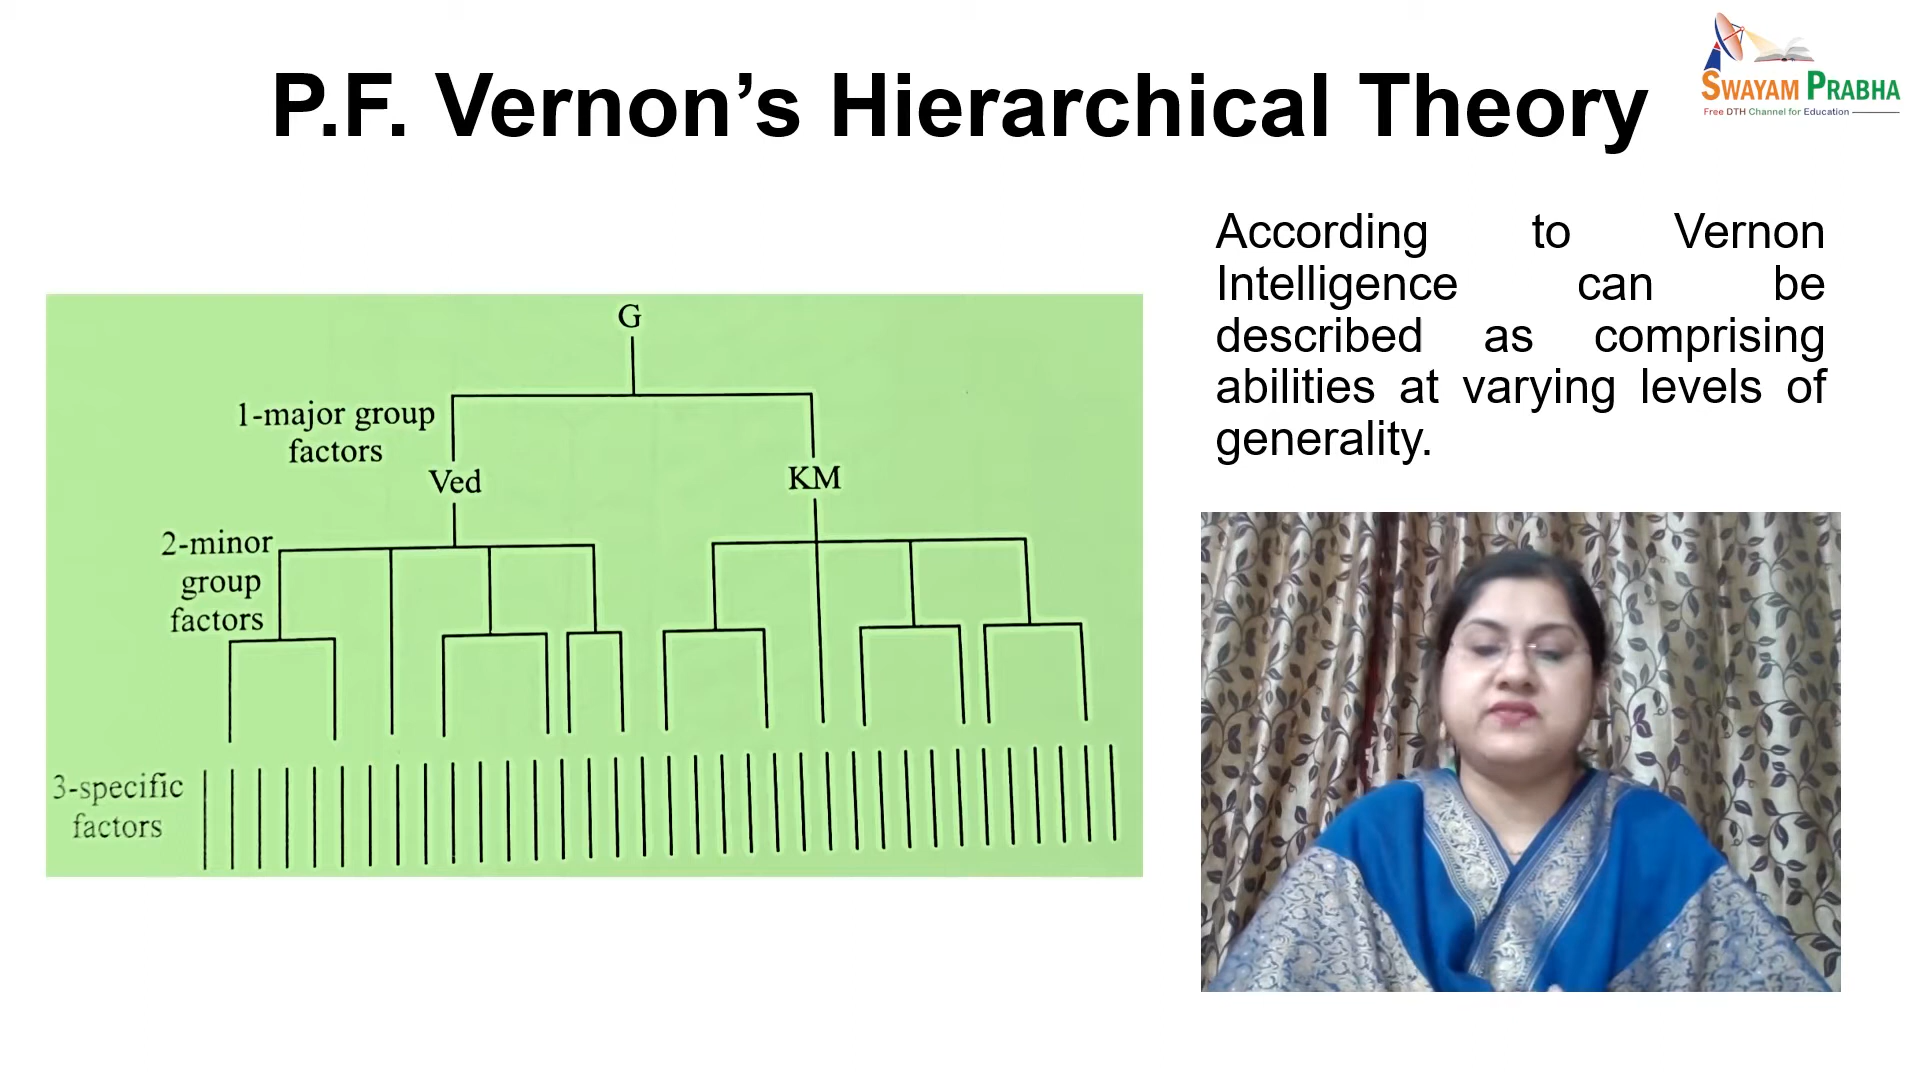 P.F. Vernon’s Hierarchical Theory
SWAYAM PRABHA
Free DTH Channel for Education
G
1-major group
factors
Ved
KM
2-minor
group
factors
3-specific
factors
According to Vernon
Intelligence can be
described as comprising
abilities at varying levels of
generality.